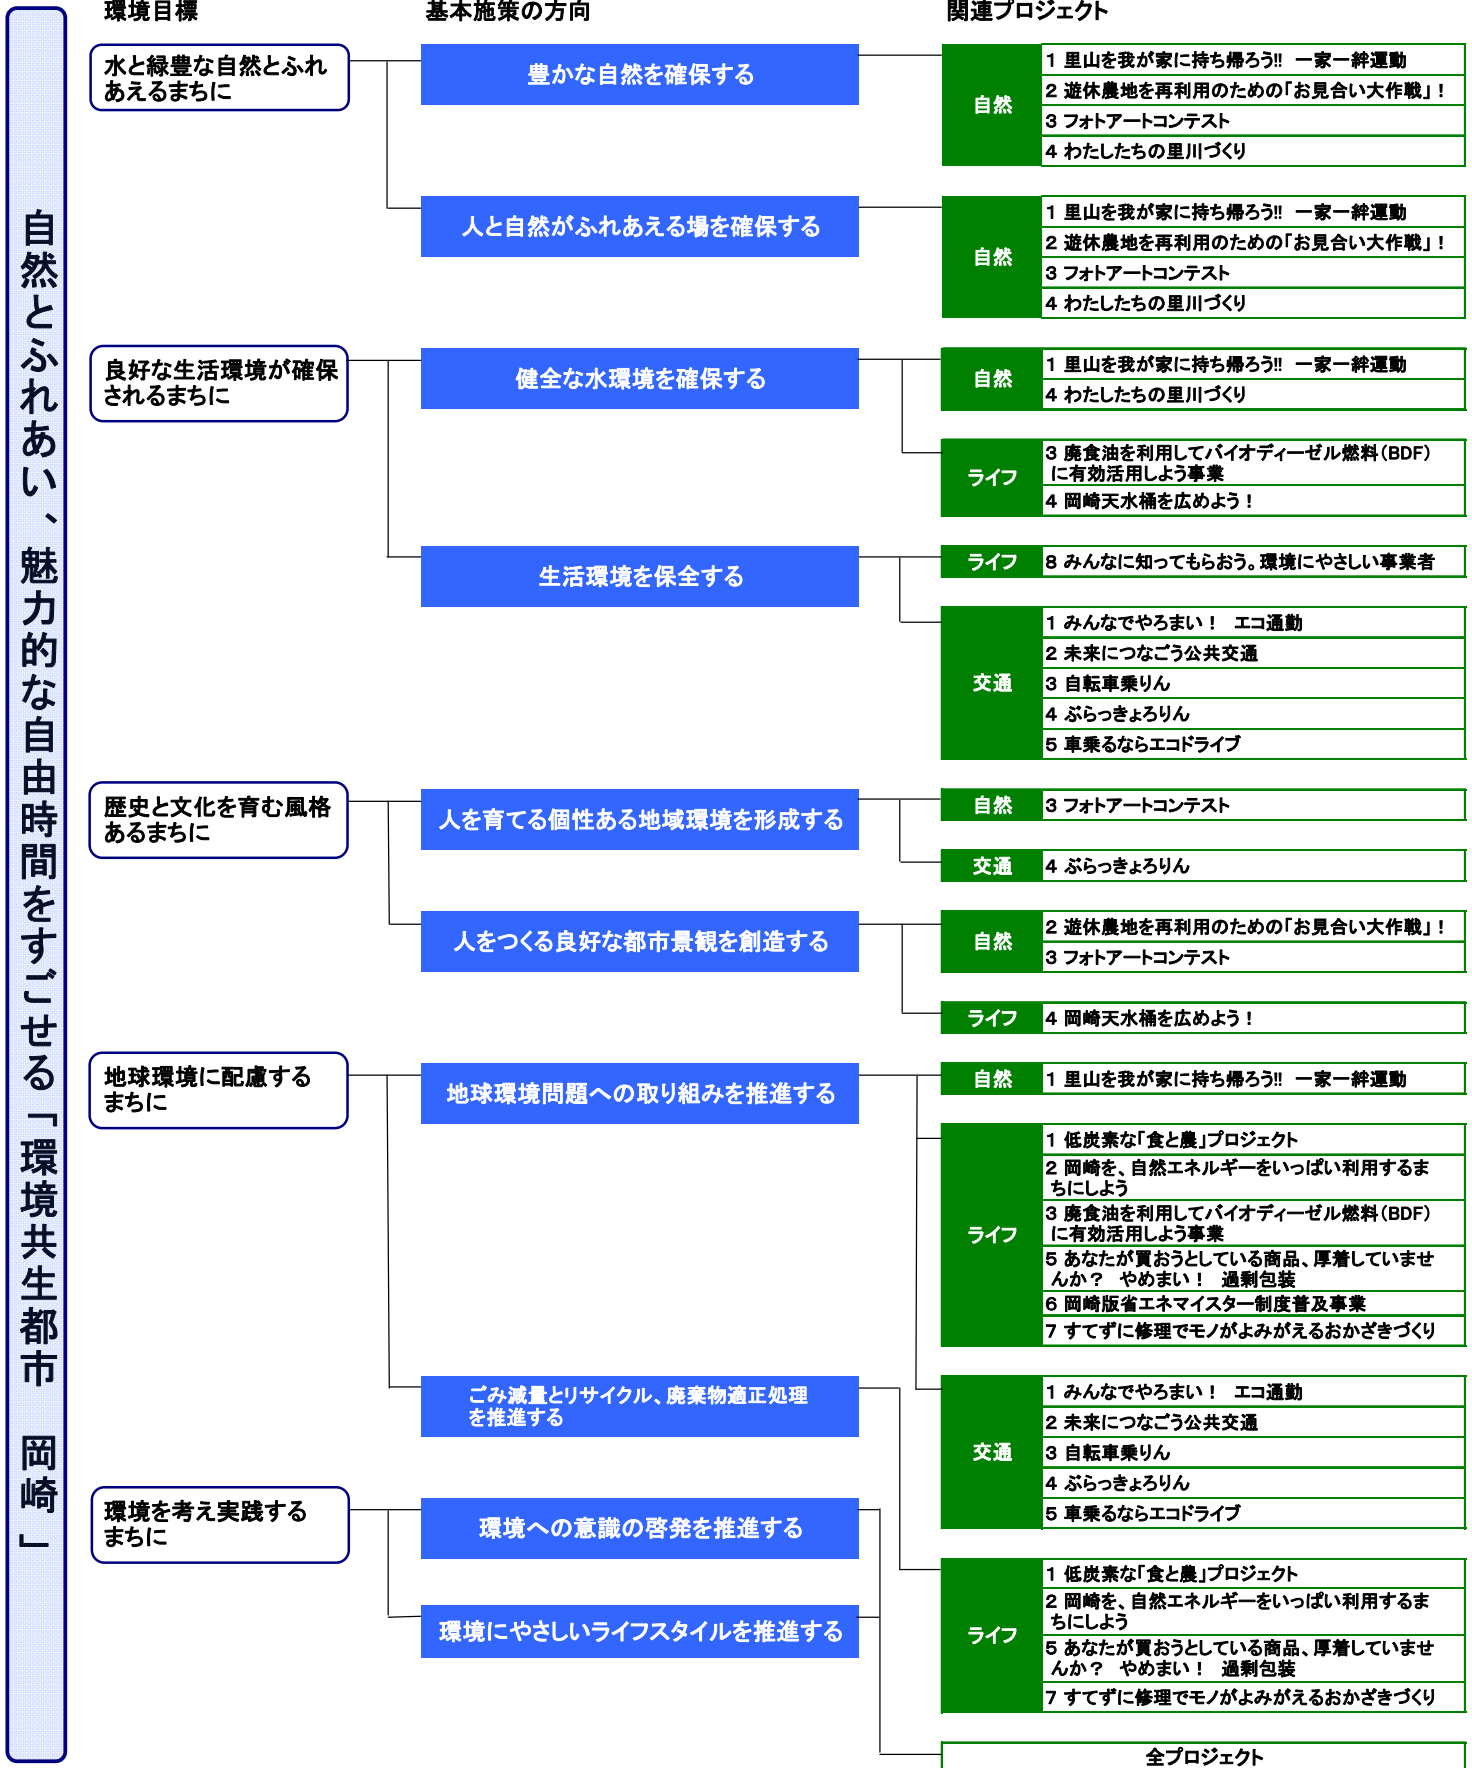 環境目標
基本施策の方向
関連プロジェクト
自然とふれあい、魅力的な自由時間をすごせる「環境共生都市　岡崎」
水と緑豊な自然とふれ
あえるまちに
豊かな自然を確保する
自然
1 里山を我が家に持ち帰ろう!!　一家一絆運動
2 遊休農地を再利用のための「お見合い大作戦」！
3 フォトアートコンテスト
4 わたしたちの里川づくり
人と自然がふれあえる場を確保する
自然
1 里山を我が家に持ち帰ろう!!　一家一絆運動
2 遊休農地を再利用のための「お見合い大作戦」！
3 フォトアートコンテスト
4 わたしたちの里川づくり
良好な生活環境が確保
されるまちに
健全な水環境を確保する
自然
1 里山を我が家に持ち帰ろう!!　一家一絆運動
4 わたしたちの里川づくり
ライフ
3 廃食油を利用してバイオディーゼル燃料（BDF）
に有効活用しよう事業
4 岡崎天水桶を広めよう！
生活環境を保全する
ライフ
8 みんなに知ってもらおう。環境にやさしい事業者
交通
1 みんなでやろまい！　エコ通勤
2 未来につなごう公共交通
3 自転車乗りん
4 ぶらっきょろりん
5 車乗るならエコドライブ
歴史と文化を育む風格
あるまちに
人を育てる個性ある地域環境を形成する
自然
3 フォトアートコンテスト
交通
4 ぶらっきょろりん
人をつくる良好な都市景観を創造する
自然
2 遊休農地を再利用のための「お見合い大作戦」！
3 フォトアートコンテスト
ライフ
4 岡崎天水桶を広めよう！
地球環境に配慮する
まちに
地球環境問題への取り組みを推進する
自然
1 里山を我が家に持ち帰ろう!!　一家一絆運動
ライフ
1 低炭素な「食と農」プロジェクト
2 岡崎を、自然エネルギーをいっぱい利用するま
ちにしよう
3 廃食油を利用してバイオディーゼル燃料（BDF）
に有効活用しよう事業
5 あなたが買おうとしている商品、厚着していませ
んか？　やめまい！　過剰包装
6 岡崎版省エネマイスター制度普及事業
7 すてずに修理でモノがよみがえるおかざきづくり
交通
1 みんなでやろまい！　エコ通勤
2 未来につなごう公共交通
3 自転車乗りん
4 ぶらっきょろりん
5 車乗るならエコドライブ
ごみ減量とリサイクル、廃棄物適正処理
を推進する
ライフ
1 低炭素な「食と農」プロジェクト
2 岡崎を、自然エネルギーをいっぱい利用するま
ちにしよう
5 あなたが買おうとしている商品、厚着していませ
んか？　やめまい！　過剰包装
7 すてずに修理でモノがよみがえるおかざきづくり
環境を考え実践する
まちに
環境への意識の啓発を推進する
環境にやさしいライフスタイルを推進する
全プロジェクト